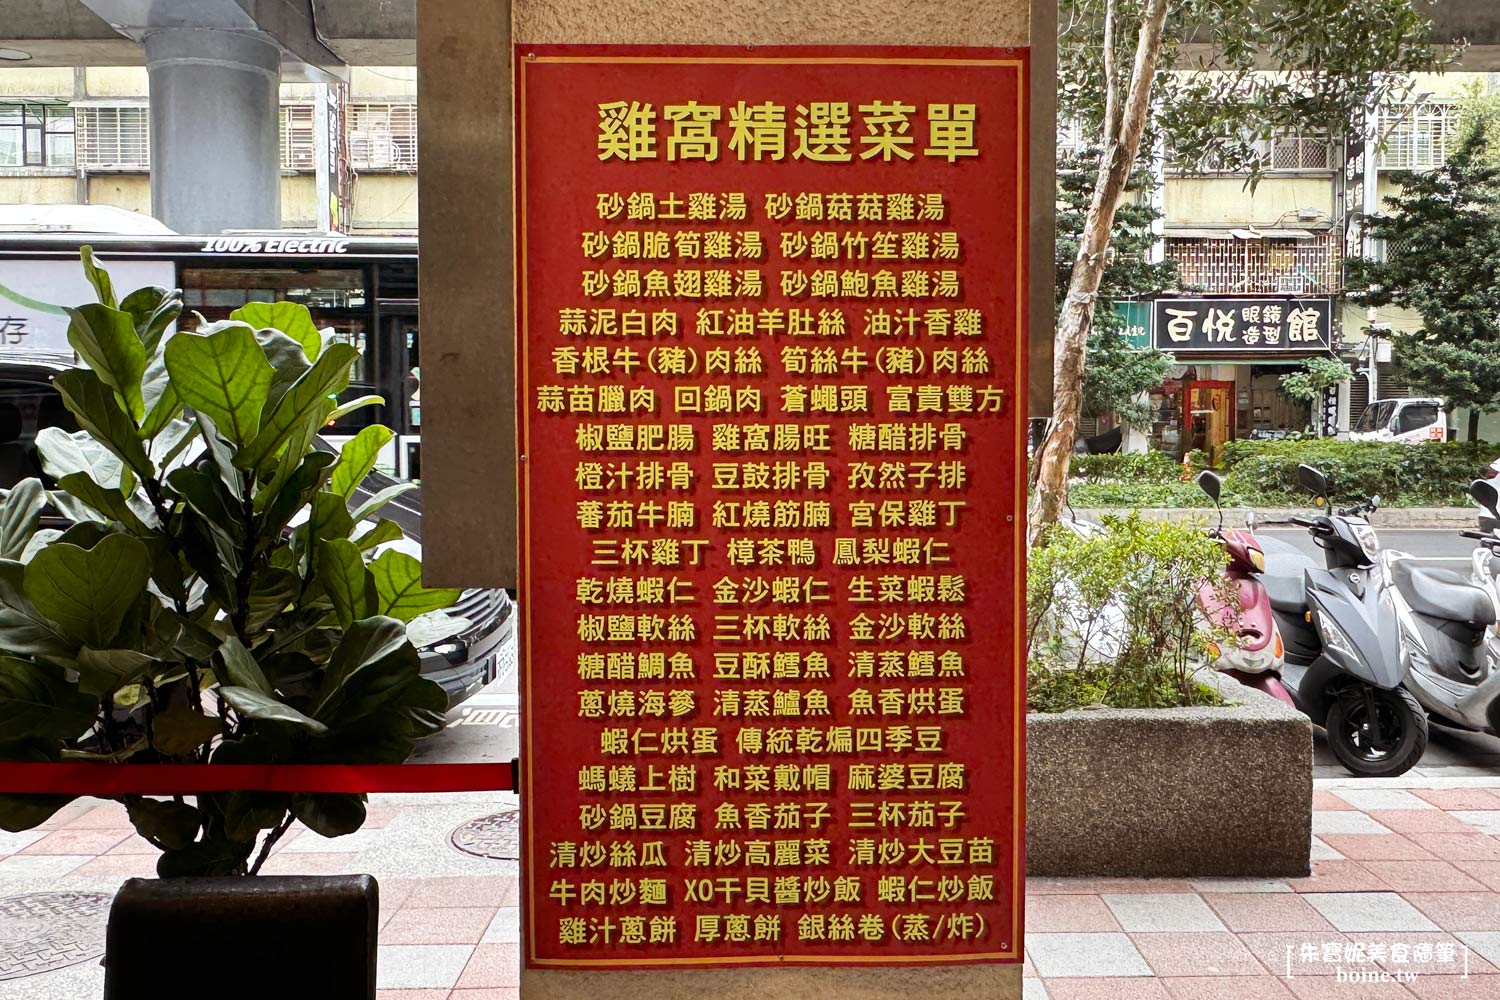 雞窩精選菜單
砂鍋土雞湯 砂鍋菇菇雞湯
砂鍋脆筍雞湯 砂鍋竹笙雞湯
砂鍋魚翅雞湯 砂鍋鮑魚雞湯
蒜泥白肉 紅油羊肚絲 油汁香雞
香根牛(豬)肉絲 筍絲牛(豬)肉絲
蒜苗臘肉 回鍋肉 蒼蠅頭 富貴雙方
椒鹽肥腸 雞窩腸旺 糖醋排骨
橙汁排骨 豆鼓排骨 孜然子排
蕃茄牛腩 紅燒筋腩 宮保雞丁
三杯雞丁 樟茶鴨 鳳梨蝦仁
乾燒蝦仁 金沙蝦仁 生菜蝦鬆
椒鹽軟絲 三杯軟絲 金沙軟絲
糖醋鯛魚 豆酥鱈魚 清蒸鱈魚
蔥燒海參 清蒸鱸魚 魚香烘蛋
蝦仁烘蛋 傳統乾煸四季豆
螞蟻上樹 和菜戴帽 麻婆豆腐
砂鍋豆腐 魚香茄子 三杯茄子
清炒絲瓜 清炒高麗菜 清炒大豆苗
牛肉炒麵 XO干貝醬炒飯 蝦仁炒飯
雞汁蔥餅 厚蔥餅 銀絲卷(蒸/炸)
100% Electric
存
百悅眼鏡造型館
朱寶妮美食隨筆
boine.tw